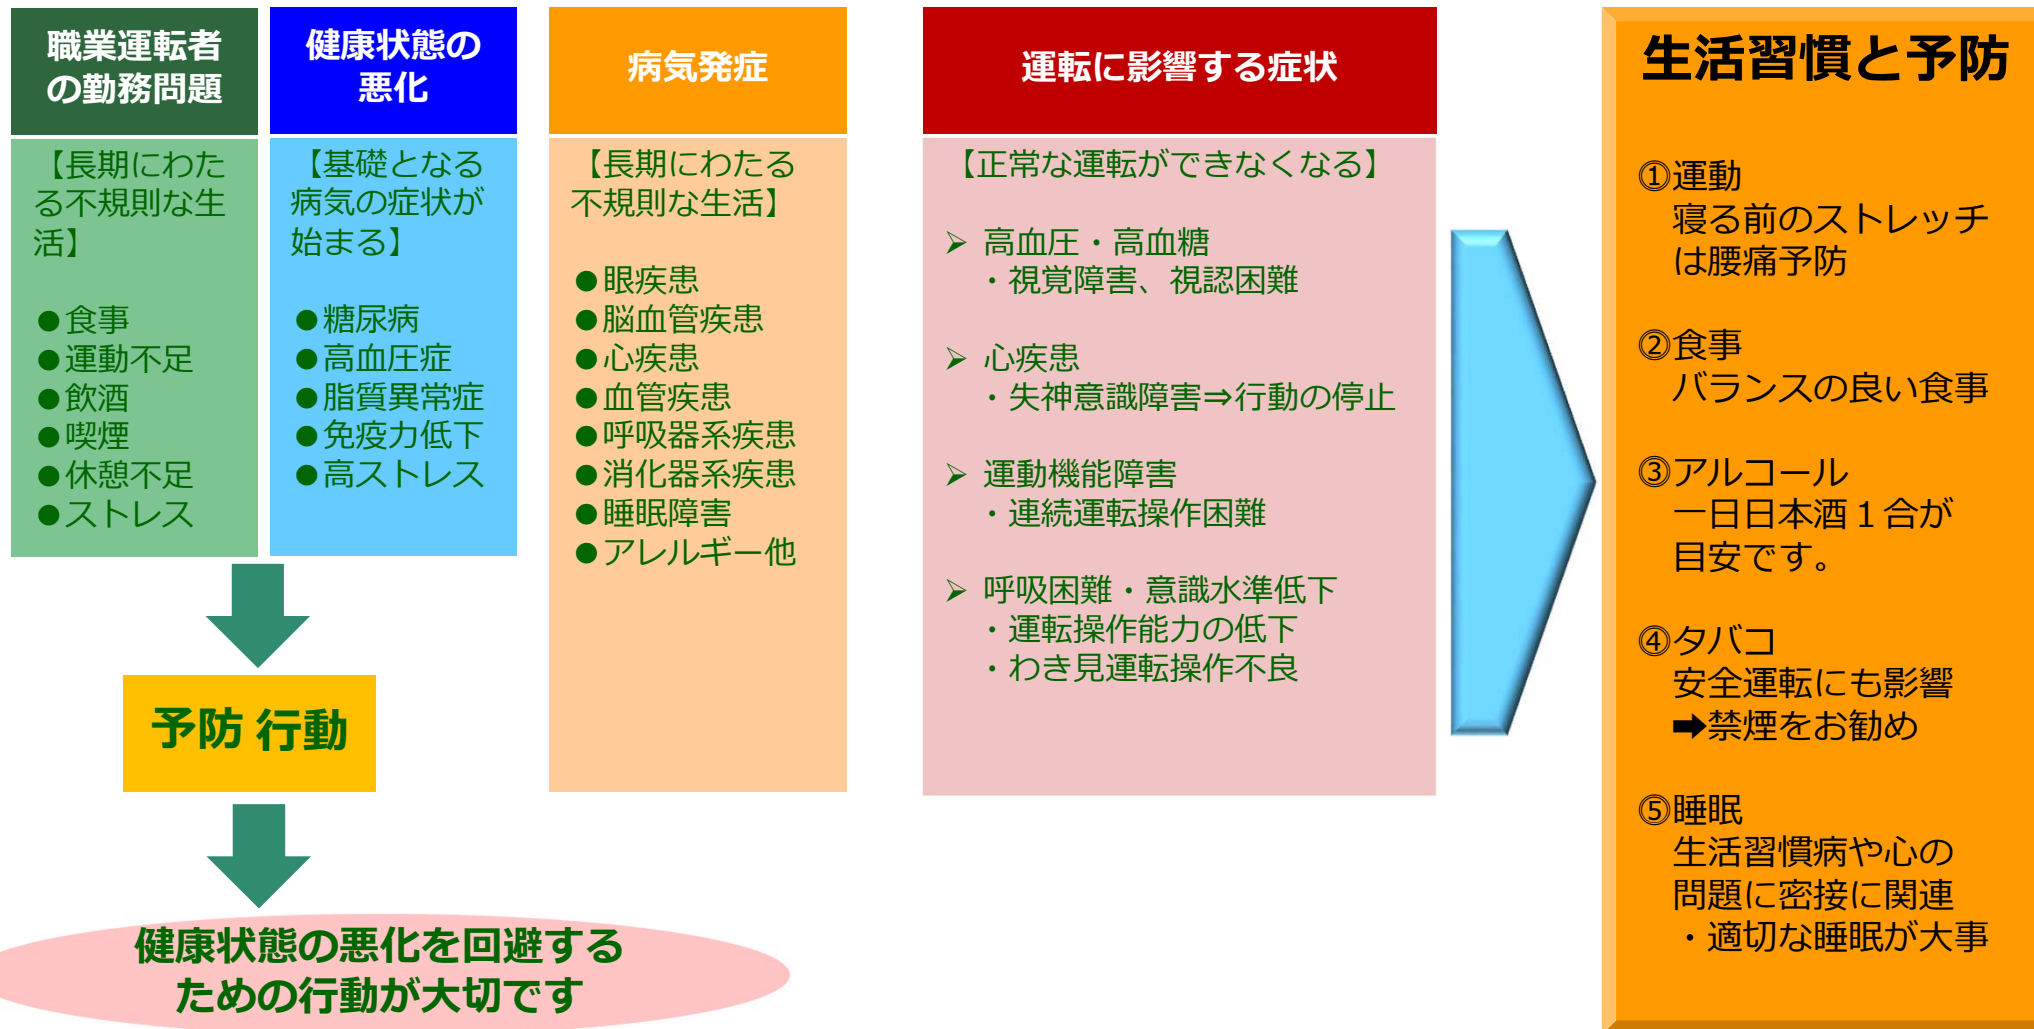 職業運転者
の勤務問題
【長期にわた
る不規則な生
活】
●食事
●運動不足
●飲酒
●喫煙
●休憩不足
●ストレス
健康状態の
悪化
【基礎となる
病気の症状が
始まる】
●糖尿病
●高血圧症
●脂質異常症
●免疫力低下
●高ストレス
病気発症
【長期にわたる
不規則な生活】
●眼疾患
●脳血管疾患
●心疾患
●血管疾患
●呼吸器系疾患
●消化器系疾患
●睡眠障害
●アレルギー他
運転に影響する症状
【正常な運転ができなくなる】
➢ 高血圧・高血糖
・視覚障害、視認困難
➢ 心疾患
・失神意識障害⇒行動の停止
➢ 運動機能障害
・連続運転操作困難
➢ 呼吸困難・意識水準低下
・運転操作能力の低下
・わき見運転操作不良
予防 行動
健康状態の悪化を回避する
ための行動が大切です
生活習慣と予防
①運動
寝る前のストレッチ
は腰痛予防
②食事
バランスの良い食事
③アルコール
一日日本酒１合が
目安です。
④タバコ
安全運転にも影響
➡禁煙をお勧め
⑤睡眠
生活習慣病や心の
問題に密接に関連
・適切な睡眠が大事